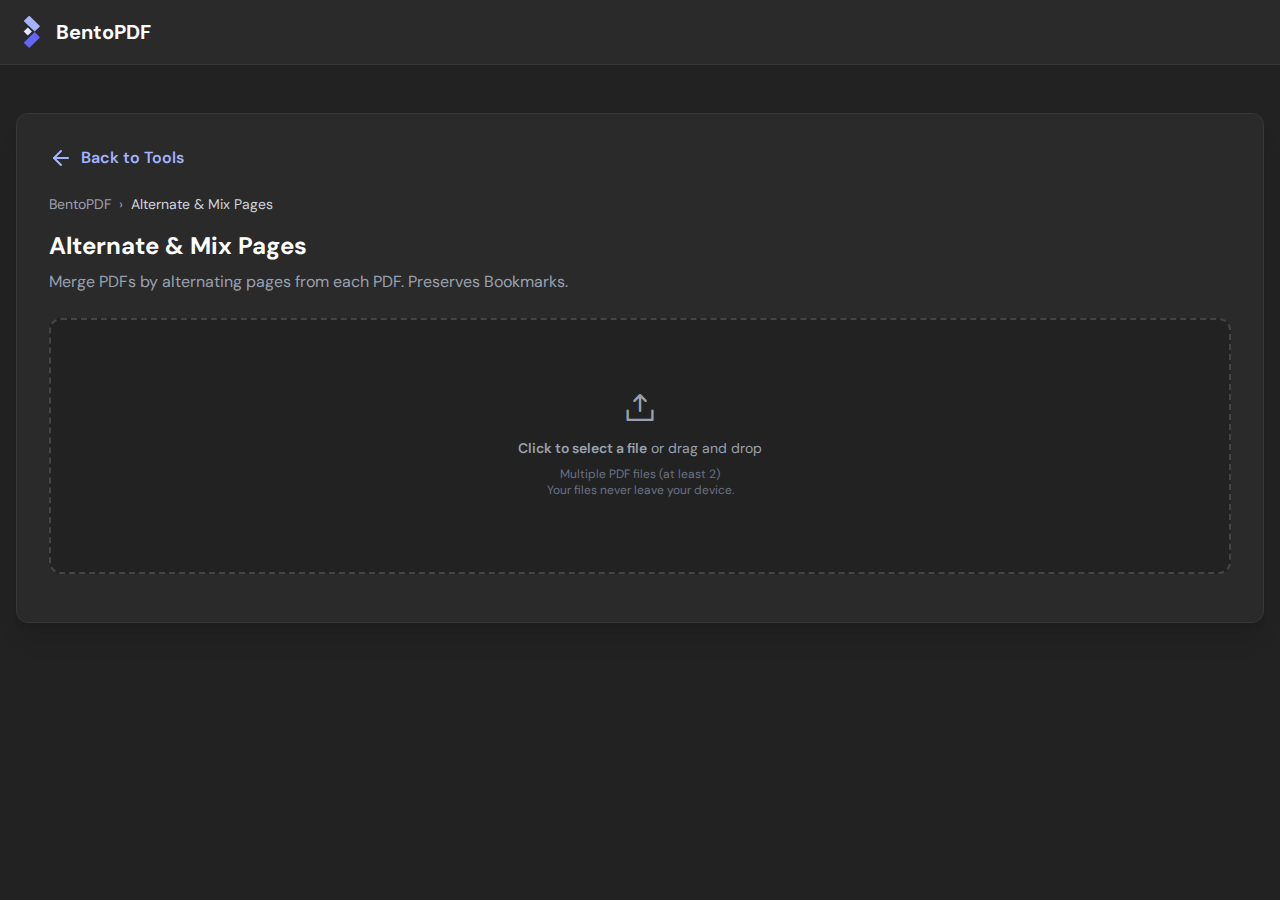 BentoPDF
Back to Tools
BentoPDF › Alternate & Mix Pages
Alternate & Mix Pages
Merge PDFs by alternating pages from each PDF. Preserves Bookmarks.
Click to select a file or drag and drop
Multiple PDF files (at least 2)
Your files never leave your device.